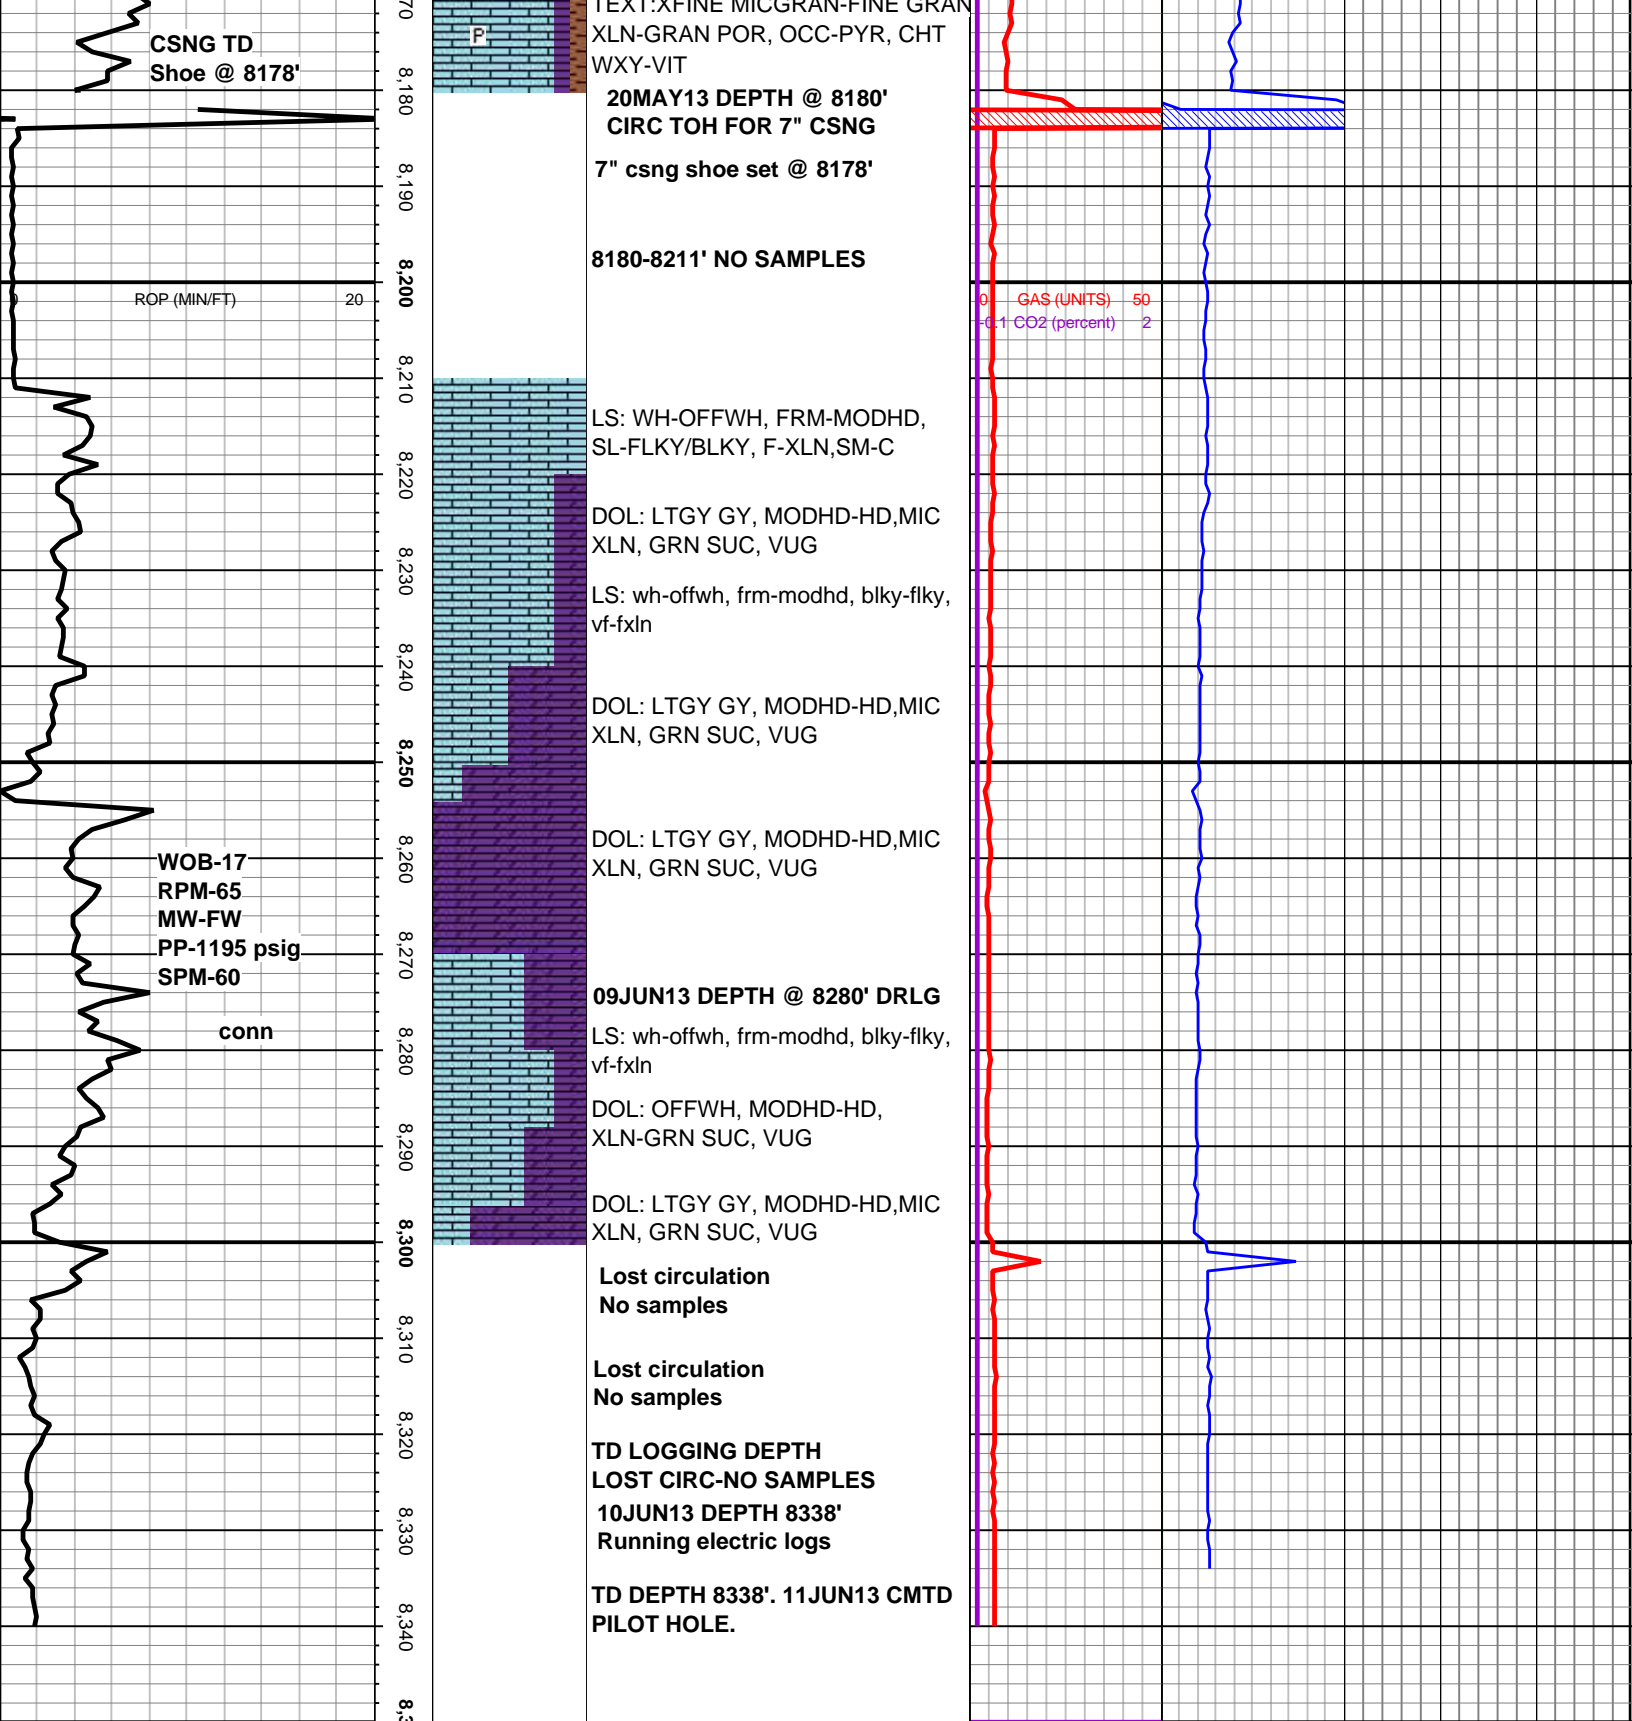 CSNG TD
Shoe @ 8178'
ROP (MIN/FT) 20
WOB-17
RPM-65
MW-FW
PP-1195 psig
SPM-60
conn
70
8,180
8,190
8,200
8,210
8,220
8,230
8,240
8,250
8,260
8,270
8,280
8,290
8,300
8,310
8,320
8,330
8,340
P
TEXT:XFINE MICGRAN-FINE GRAN
XLN-GRAN POR, OCC-PYR, CHT
WXY-VIT
20MAY13 DEPTH @ 8180'
CIRC TOH FOR 7" CSNG
7" csng shoe set @ 8178'
8180-8211' NO SAMPLES
LS: WH-OFFWH, FRM-MODHD,
SL-FLKY/BLKY, F-XLN,SM-C
DOL: LTGY GY, MODHD-HD,MIC
XLN, GRN SUC, VUG
LS: wh-offwh, frm-modhd, blky-flky,
vf-fxln
DOL: LTGY GY, MODHD-HD,MIC
XLN, GRN SUC, VUG
DOL: LTGY GY, MODHD-HD,MIC
XLN, GRN SUC, VUG
09JUN13 DEPTH @ 8280' DRLG
LS: wh-offwh, frm-modhd, blky-flky,
vf-fxln
DOL: OFFWH, MODHD-HD,
XLN-GRN SUC, VUG
DOL: LTGY GY, MODHD-HD,MIC
XLN, GRN SUC, VUG
Lost circulation
No samples
Lost circulation
No samples
TD LOGGING DEPTH
LOST CIRC-NO SAMPLES
10JUN13 DEPTH 8338'
Running electric logs
TD DEPTH 8338'. 11JUN13 CMTD
PILOT HOLE.
0 GAS (UNITS) 50
-0.1 CO2 (percent) 2